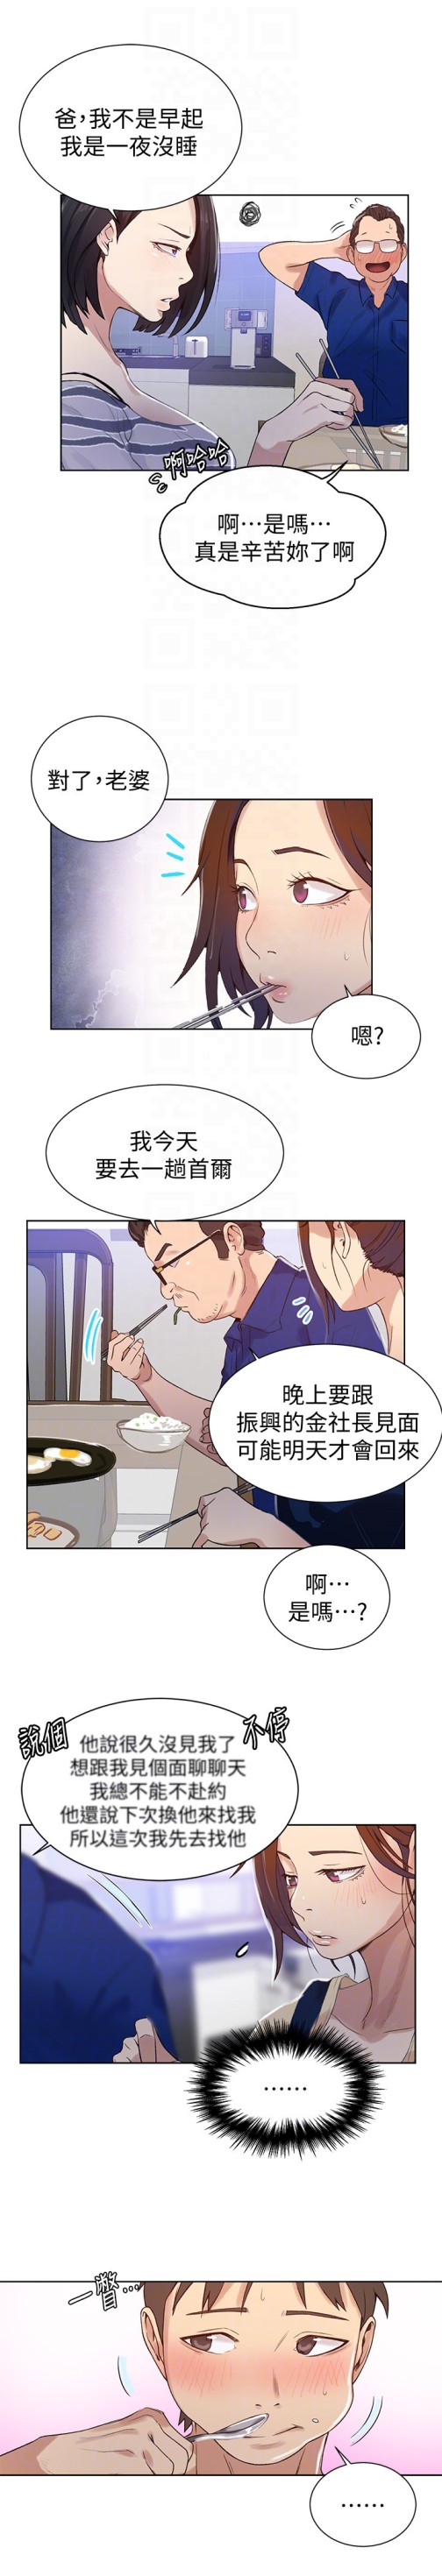 爸，我不是早起
我是一夜沒睡
啊哈哈
啊⋯是嗎⋯
真是辛苦妳了啊
對了，老婆
嗯?
我今天
要去一趟首爾
晚上要跟
振興的金社長見面
可能明天才會回來
啊⋯
是嗎⋯?
說個
不停
他說很久沒見我了
想跟我見個面聊聊天
我總不能不赴約
他還說下次換他來找我
所以這次我先去找他
⋯⋯
一瞥⋯
⋯⋯